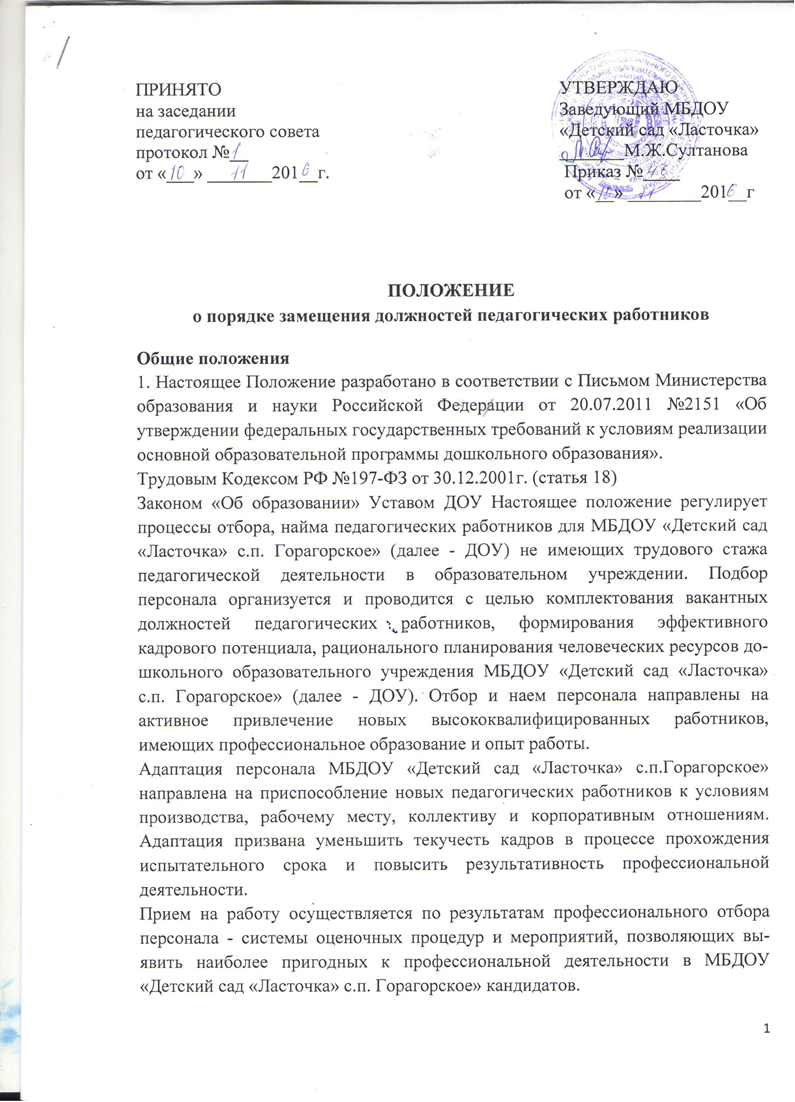 ПРИНЯТО
на заседании
педагогического совета
протокол №1
от «10» 11 2016 г.
УТВЕРЖДАЮ
Заведующий МБДОУ
«Детский сад «Ласточка»
М.Ж.Султанова
Приказ №
от « » 11 2016 г
ПОЛОЖЕНИЕ
о порядке замещения должностей педагогических работников
Общие положения
1. Настоящее Положение разработано в соответствии с Письмом Министерства
образования и науки Российской Федерации от 20.07.2011 №2151 «Об
утверждении федеральных государственных требований к условиям реализации
основной образовательной программы дошкольного образования».
Трудовым Кодексом РФ №197-ФЗ от 30.12.2001г. (статья 18)
Законом «Об образовании» Уставом ДОУ Настоящее положение регулирует
процессы отбора, найма педагогических работников для МБДОУ «Детский сад
«Ласточка» с.п. Горагорское» (далее - ДОУ) не имеющих трудового стажа
педагогической деятельности в образовательном учреждении. Подбор
персонала организуется и проводится с целью комплектования вакантных
должностей педагогических работников, формирования эффективного
кадрового потенциала, рационального планирования человеческих ресурсов до-
школьного образовательного учреждения МБДОУ «Детский сад «Ласточка»
с.п. Горагорское» (далее - ДОУ). Отбор и наем персонала направлены на
активное привлечение новых высококвалифицированных работников,
имеющих профессиональное образование и опыт работы.
Адаптация персонала МБДОУ «Детский сад «Ласточка» с.п.Горагорское»
направлена на приспособление новых педагогических работников к условиям
производства, рабочему месту, коллективу и корпоративным отношениям.
Адаптация призвана уменьшить текучесть кадров в процессе прохождения
испытательного срока и повысить результативность профессиональной
деятельности.
Прием на работу осуществляется по результатам профессионального отбора
персонала - системы оценочных процедур и мероприятий, позволяющих вы-
явить наиболее пригодных к профессиональной деятельности в МБДОУ
«Детский сад «Ласточка» с.п. Горагорское» кандидатов.
1